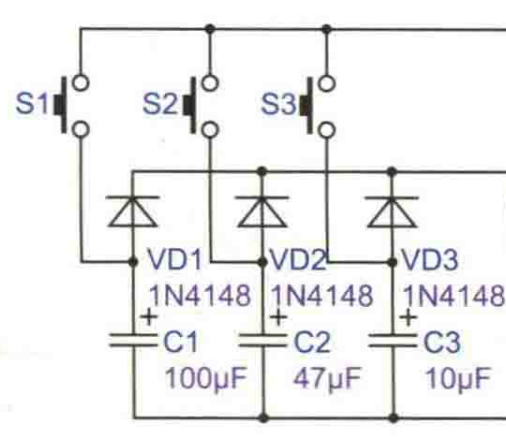 S1 S2 S3
VD1 VD2 VD3
1N4148 1N4148 1N4148
+ + +
C1 C2 C3
100µF 47µF 10µF